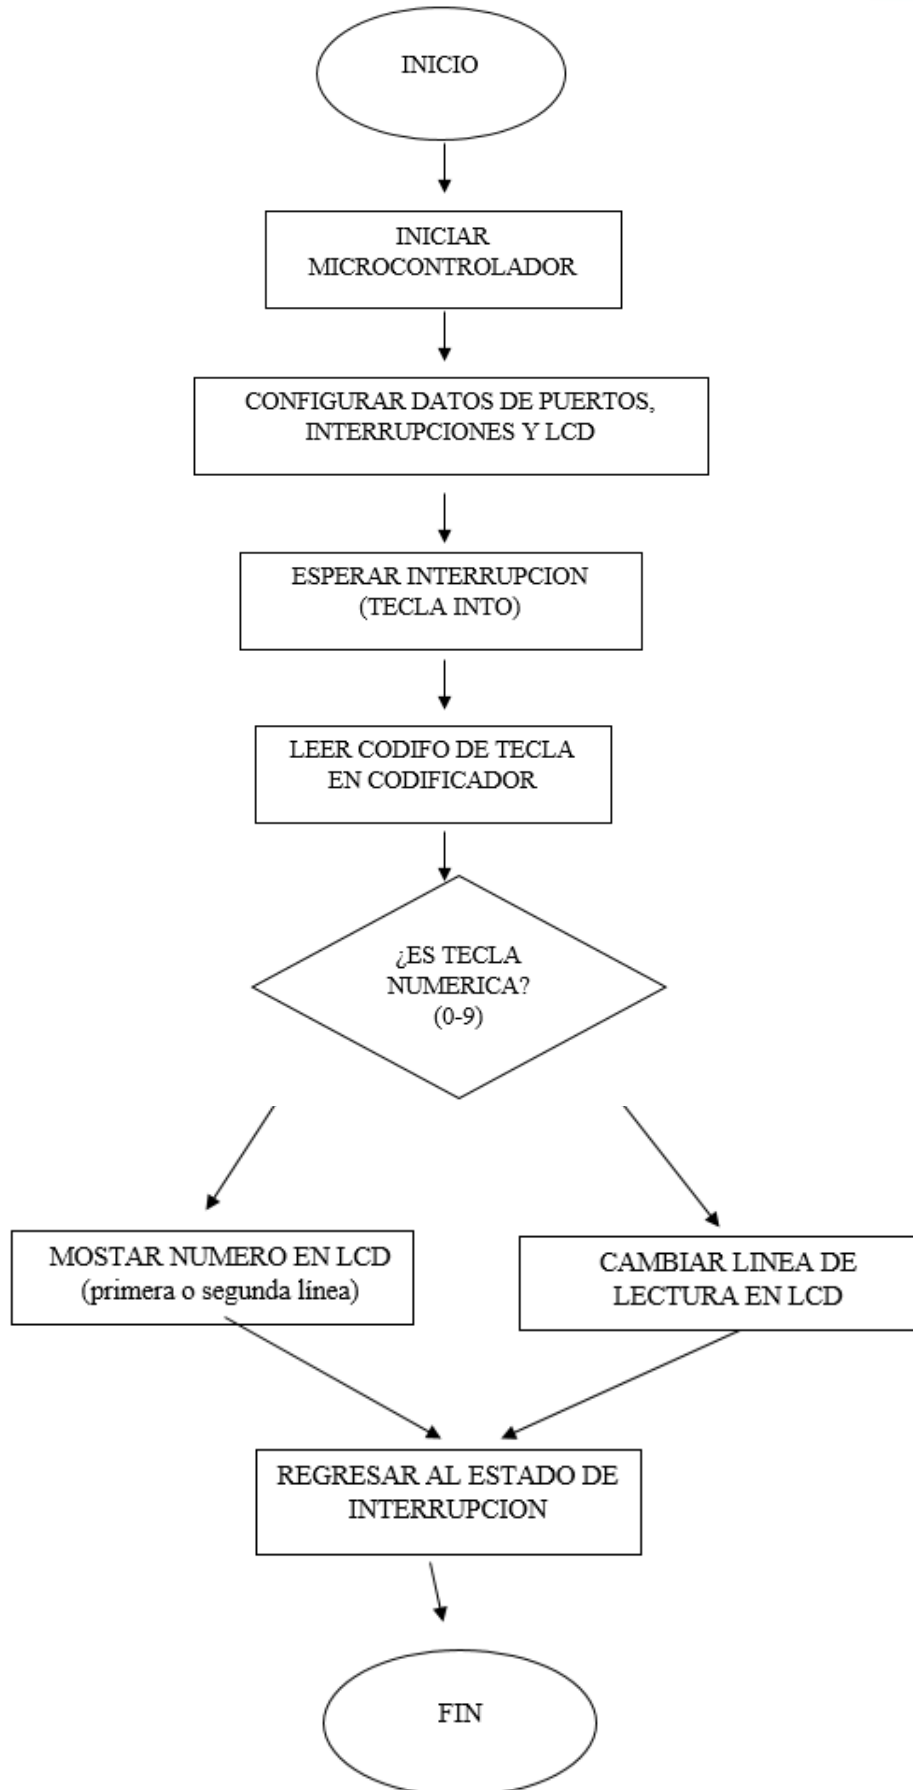 INICIO
INICIAR
MICROCONTROLADOR
CONFIGURAR DATOS DE PUERTOS,
INTERRUPCIONES Y LCD
ESPERAR INTERRUPCION
(TECLA INTO)
LEER CODIFO DE TECLA
EN CODIFICADOR
¿ES TECLA
NUMERICA?
(0-9)
MOSTAR NUMERO EN LCD
(primera o segunda línea)
CAMBIAR LINEA DE
LECTURA EN LCD
REGRESAR AL ESTADO DE
INTERRUPCION
FIN